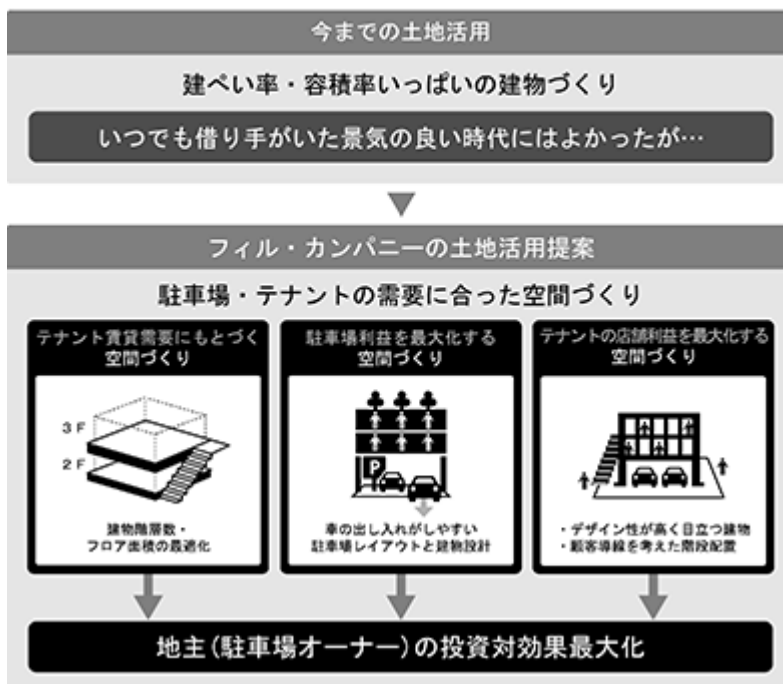 今までの土地活用
建ぺい率・容積率いっぱいの建物づくり
いつでも借り手がいた景気の良い時代にはよかったが…
フィル・カンパニーの土地活用提案
駐車場・テナントの需要に合った空間づくり
テナント賃貸需要にもとづく
空間づくり
3F
2F
建物階層数・
フロア面積の最適化
駐車場利益を最大化する
空間づくり
P
車の出し入れがしやすい
駐車場レイアウトと建物設計
テナントの店舗利益を最大化する
空間づくり
・デザイン性が高く目立つ建物
・顧客導線を考えた階段配置
地主(駐車場オーナー)の投資対効果最大化